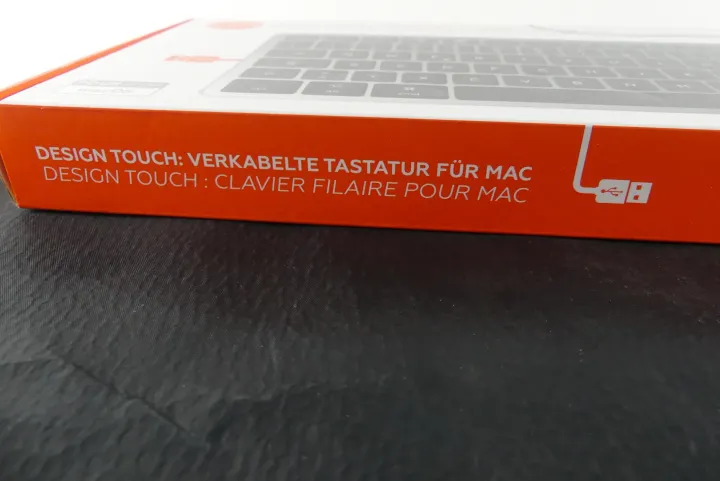 DESIGN TOUCH: VERKABELTE TASTATUR FÜR MAC
DESIGN TOUCH : CLAVIER FILAIRE POUR MAC